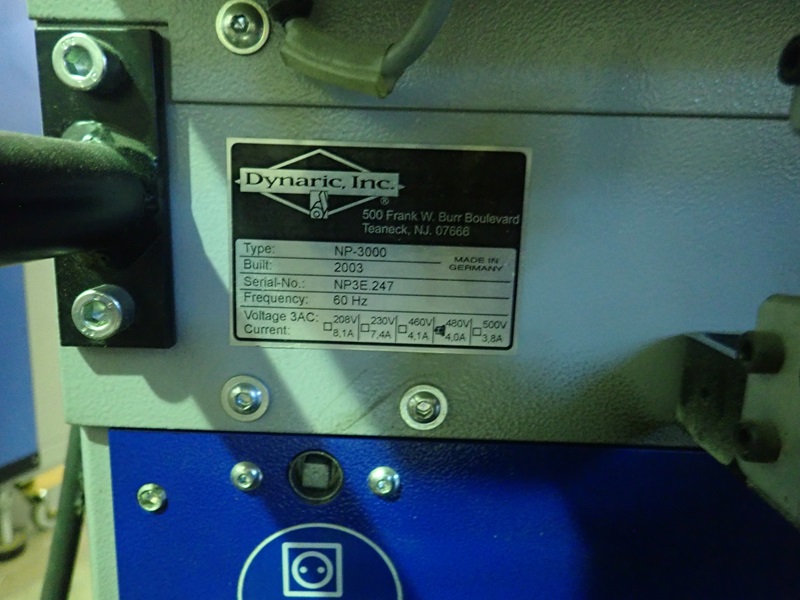 Dynaric, Inc.
®
500 Frank W. Burr Boulevard
Teaneck, NJ. 07666
Type: NP-3000
Built: 2003
MADE IN
GERMANY
Serial-No.: NP3E 247
Frequency: 60 Hz
Voltage 3AC: 208V 230V 460V 480V 500V
Current: 8,1A 7,4A 4,1A 4,0A 3,8A